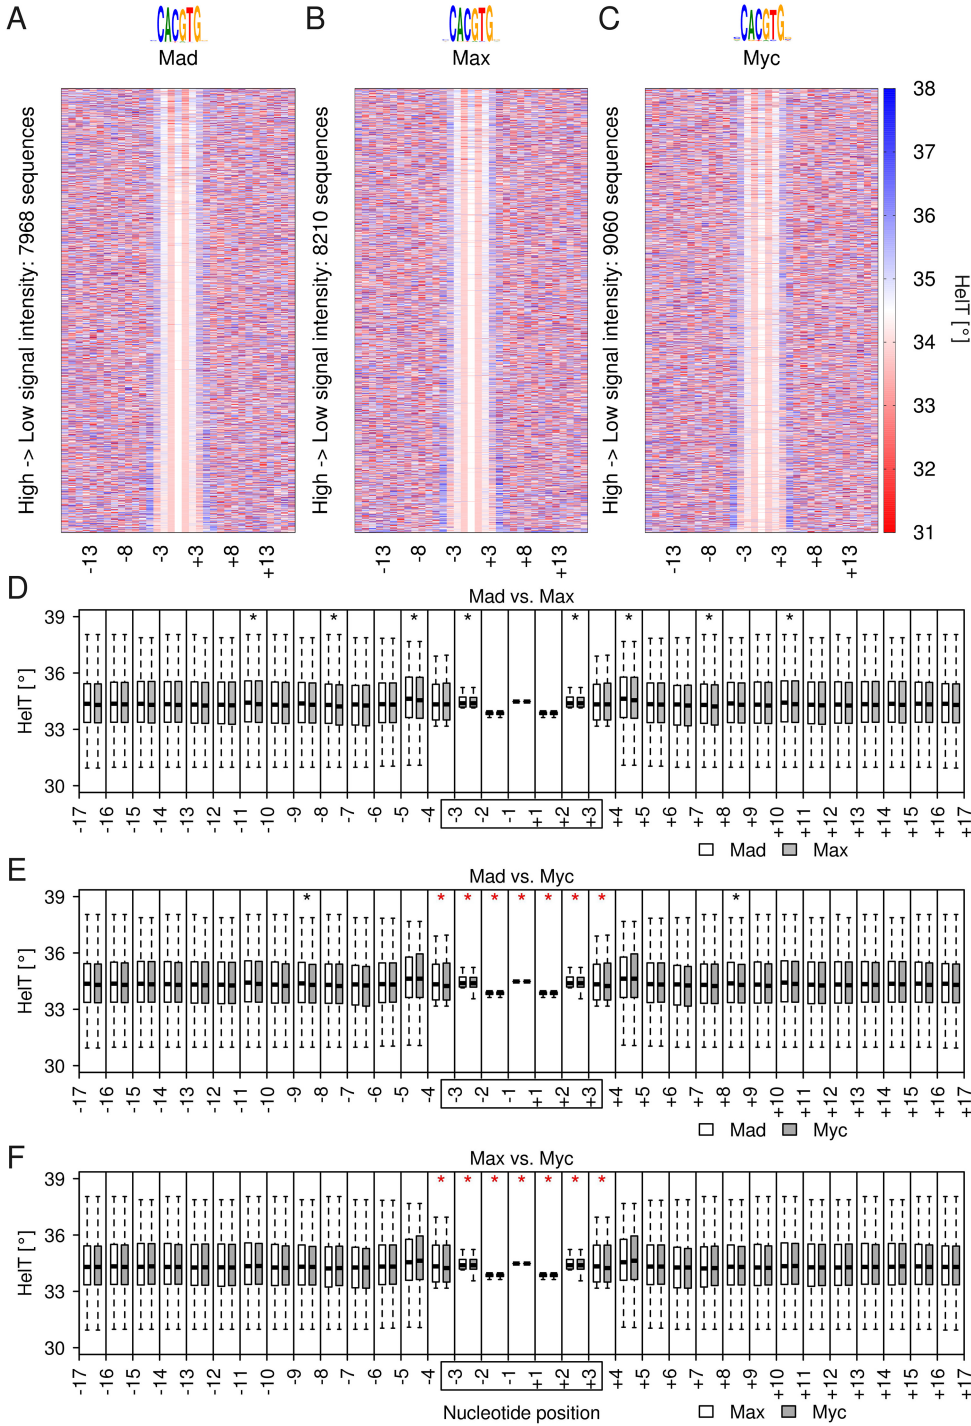 A
CACGTG
Mad
B
CACGTG
Max
C
CACGTG
Myc
High -> Low signal intensity: 7968 sequences
High -> Low signal intensity: 8210 sequences
High -> Low signal intensity: 9060 sequences
-13 -8 -3 +3 +8 +13
-13 -8 -3 +3 +8 +13
-13 -8 -3 +3 +8 +13
38
37
36
35
34
33
32
31
HelT [°]
D
Mad vs. Max
HelT [°]
39
36
33
30
* * * * * * * *
-17 -16 -15 -14 -13 -12 -11 -10 -9 -8 -7 -6 -5 -4 -3 -2 -1 +1 +2 +3 +4 +5 +6 +7 +8 +9 +10 +11 +12 +13 +14 +15 +16 +17
Mad Max
E
Mad vs. Myc
HelT [°]
39
36
33
30
* * * * * * * * *
-17 -16 -15 -14 -13 -12 -11 -10 -9 -8 -7 -6 -5 -4 -3 -2 -1 +1 +2 +3 +4 +5 +6 +7 +8 +9 +10 +11 +12 +13 +14 +15 +16 +17
Mad Myc
F
Max vs. Myc
HelT [°]
39
36
33
30
* * * * * * *
-17 -16 -15 -14 -13 -12 -11 -10 -9 -8 -7 -6 -5 -4 -3 -2 -1 +1 +2 +3 +4 +5 +6 +7 +8 +9 +10 +11 +12 +13 +14 +15 +16 +17
Nucleotide position
Max Myc